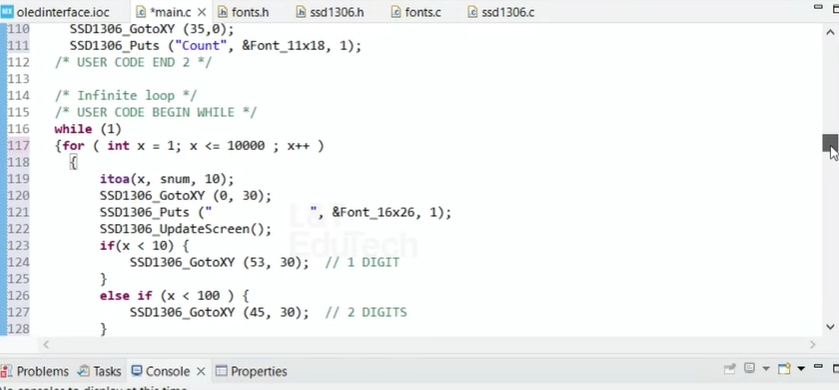 oledinterface.ioc *main.c fonts.h ssd1306.h fonts.c ssd1306.c
110 SSD1306_GotoXY (35,0);
111 SSD1306_Puts ("Count", &Font_11x18, 1);
112 /* USER CODE END 2 */
113
114 /* Infinite loop */
115 /* USER CODE BEGIN WHILE */
116 while (1)
117 {for ( int x = 1; x <= 10000 ; x++ )
118 {
119 itoa(x, snum, 10);
120 SSD1306_GotoXY (0, 30);
121 SSD1306_Puts ("             ", &Font_16x26, 1);
122 SSD1306_UpdateScreen();
123 if(x < 10) {
124 SSD1306_GotoXY (53, 30); // 1 DIGIT
125 }
126 else if (x < 100 ) {
127 SSD1306_GotoXY (45, 30); // 2 DIGITS
128 }
L&T
EduTech
Problems Tasks Console Properties
No consoles to display at this time.